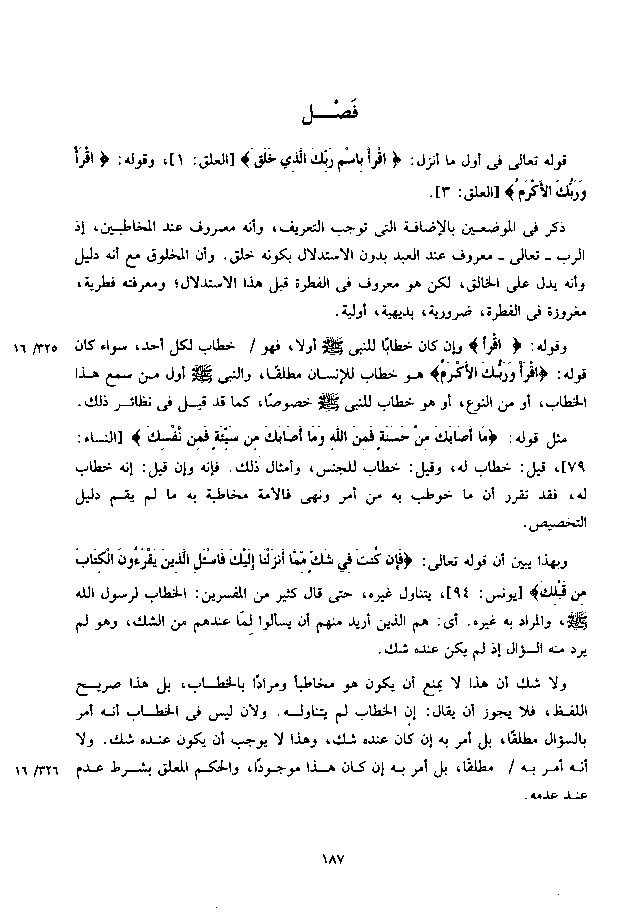 فَصْـــل
قوله تعالى فى أول ما أنزل: ﴿ اقْرَأْ بِاسْمِ رَبِّكَ الَّذِي خَلَقَ ﴾ [العلق: ١]، وقوله: ﴿ اقْرَأْ
وَرَبُّكَ الأَكْرَمُ ﴾ [العلق: ٣].
ذكر فى الموضعين بالإضافة التى توجب التعريف، وأنه معروف عند المخاطبين، إذ
الرب ـ تعالى ـ معروف عند العبد بدون الاستدلال بكونه خلق. وأن المخلوق مع أنه دليل
وأنه يدل على الخالق، لكن هو معروف فى الفطرة قبل هذا الاستدلال؛ ومعرفته فطرية،
مغروزة فى الفطرة، ضرورية، بديهية، أولية.
وقوله: ﴿ اقْرَأْ ﴾ وإن كان خطابًا للنبى ﷺ أولا، فهو / خطاب لكل أحد، سواء كان ١٦/٣٢٥
قوله: ﴿اقْرَأْ وَرَبُّكَ الأَكْرَمُ﴾ هو خطاب للإنسان مطلقًا، والنبى ﷺ أول من سمع هذا
الخطاب، أو من النوع، أو هو خطاب للنبى ﷺ خصوصًا، كما قد قيل فى نظائر ذلك.
مثل قوله: ﴿مَا أَصَابَكَ مِنْ حَسَنَةٍ فَمِنَ اللَّهِ وَمَا أَصَابَكَ مِن سَيِّئَةٍ فَمِن نَّفْسِكَ ﴾ [النساء:
٧٩]، قيل: خطاب له، وقيل: خطاب للجنس، وأمثال ذلك. فإنه وإن قيل: إنه خطاب
له، فقد تقرر أن ما خوطب به من أمر ونهى فالأمة مخاطبة به ما لم يقم دليل
التخصيص.
وبهذا يبين أن قوله تعالى: ﴿فَإِن كُنتَ فِي شَكٍّ مِّمَّا أَنزَلْنَا إِلَيْكَ فَاسْئَلِ الَّذِينَ يَقْرَءُونَ الْكِتَابَ
مِن قَبْلِكَ﴾ [يونس: ٩٤]، يتناول غيره، حتى قال كثير من المفسرين: الخطاب لرسول الله
ﷺ، والمراد به غيره. أى: هم الذين أريد منهم أن يسألوا لِمَا عندهم من الشك، وهو لم
يرد منه السؤال إذ لم يكن عنده شك.
ولا شك أن هذا لا يمنع أن يكون هو مخاطباً ومرادًا بالخطاب، بل هذا صريح
اللفظ، فلا يجوز أن يقال: إن الخطاب لم يتناوله. ولأن ليس فى الخطاب أنه أمر
بالسؤال مطلقًا، بل أمر به إن كان عنده شك، وهذا لا يوجب أن يكون عنده شك. ولا
أنه أمر به / مطلقًا، بل أمر به إن كان هذا موجودًا، والحكم المعلق بشرط عدم ١٦/٣٢٦
عند عدمه.
١٨٧